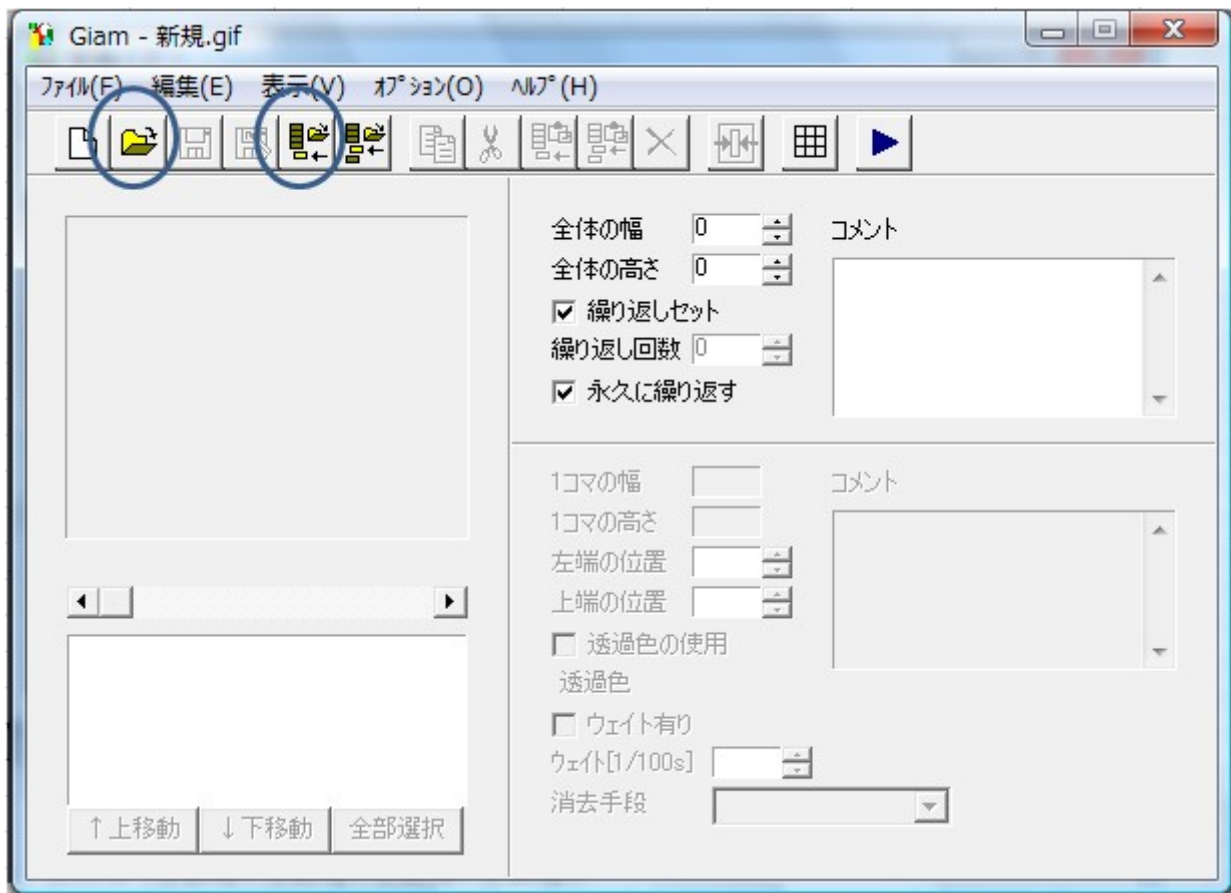 Giam - 新規.gif
ﾌｧｲﾙ(F) 編集(E) 表示(V) ｵﾌﾟｼｮﾝ(O) ﾍﾙﾌﾟ(H)
全体の幅 0 コメント
全体の高さ 0
繰り返しセット
繰り返し回数 0
永久に繰り返す
1コマの幅 コメント
1コマの高さ
左端の位置
上端の位置
透過色の使用
透過色
ウェイト有り
ｳｪｲﾄ[1/100s]
消去手段
↑上移動 ↓下移動 全部選択